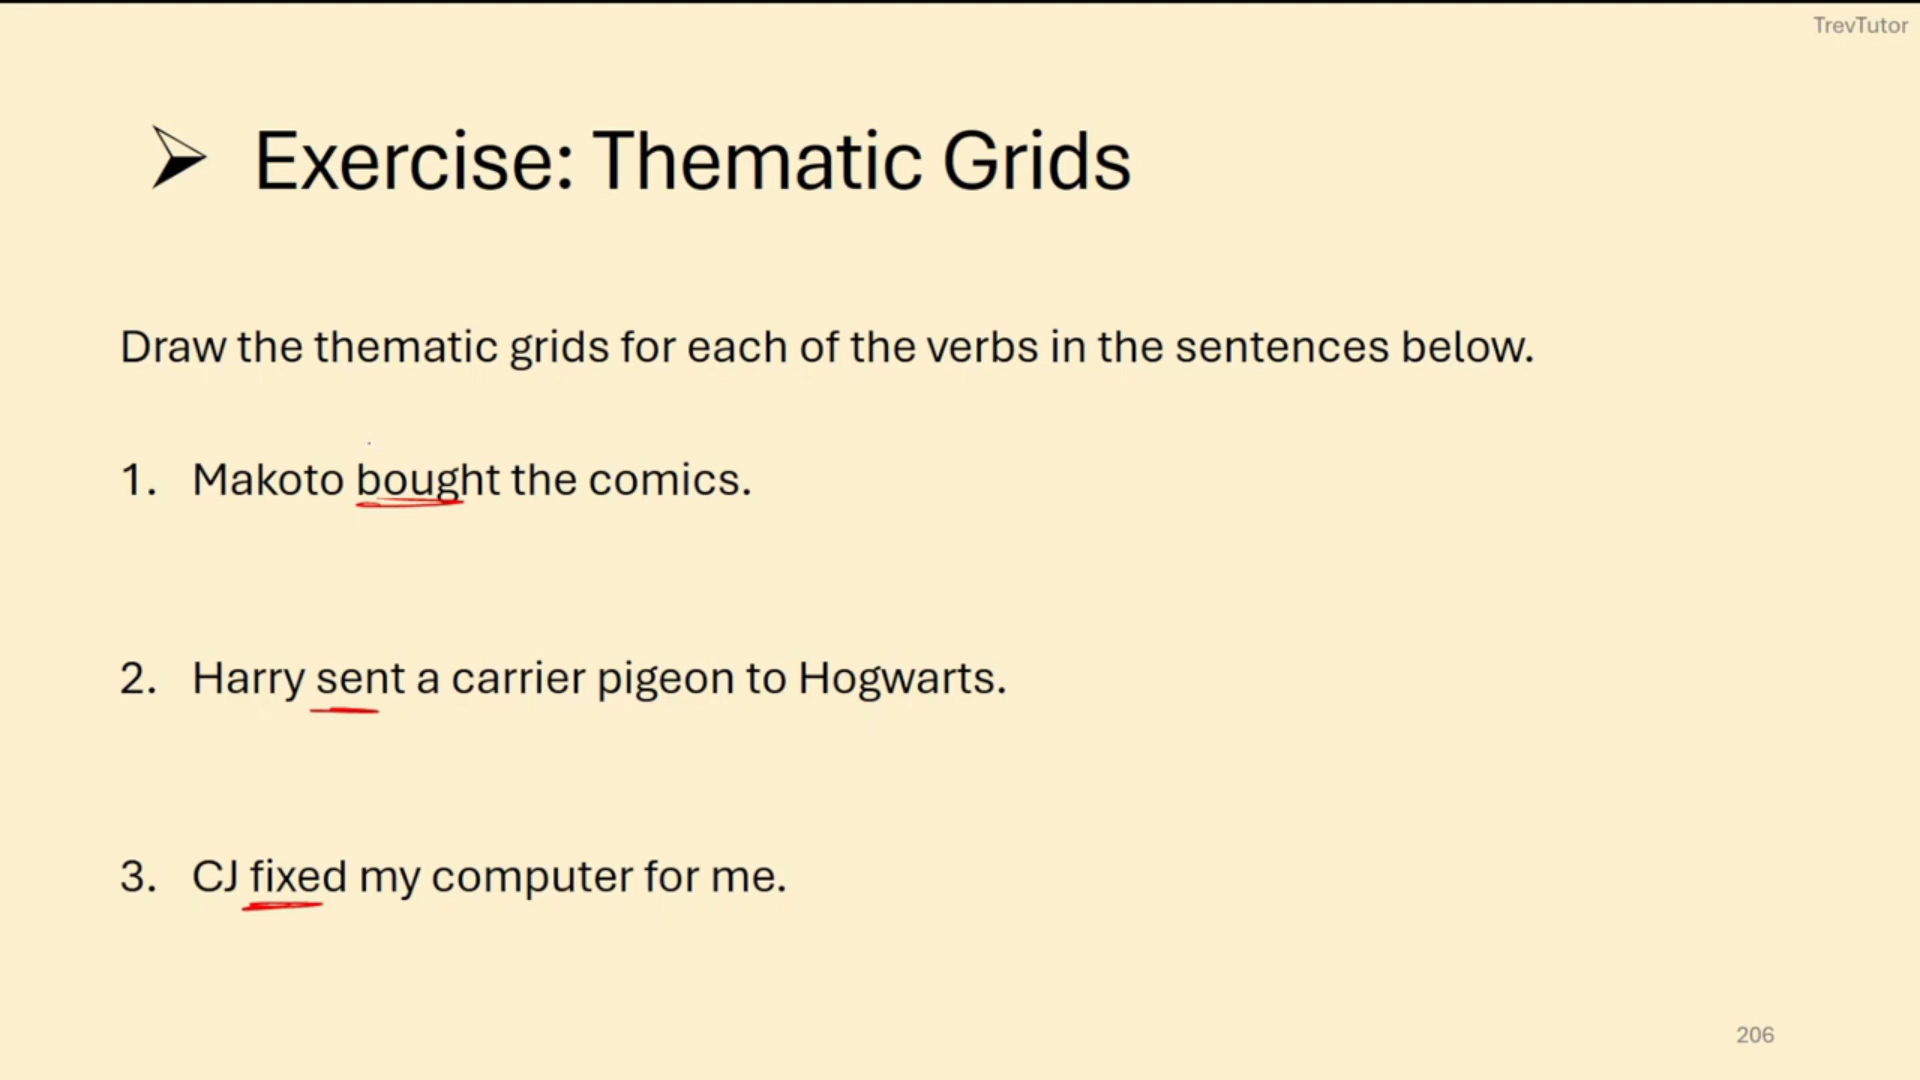 TrevTutor
➢ Exercise: Thematic Grids
Draw the thematic grids for each of the verbs in the sentences below.
1. Makoto bought the comics.
2. Harry sent a carrier pigeon to Hogwarts.
3. CJ fixed my computer for me.
206